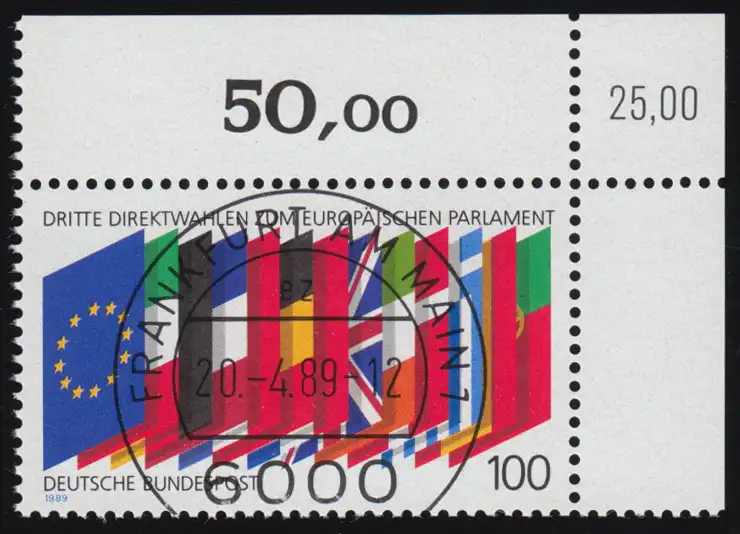 50,00
25,00
DRITTE DIREKTWAHLEN ZUM EUROPÄISCHEN PARLAMENT
FRANKFURT AM MAIN 1
ez
20.-4.89-12
6000
DEUTSCHE BUNDESPOST
100
1989